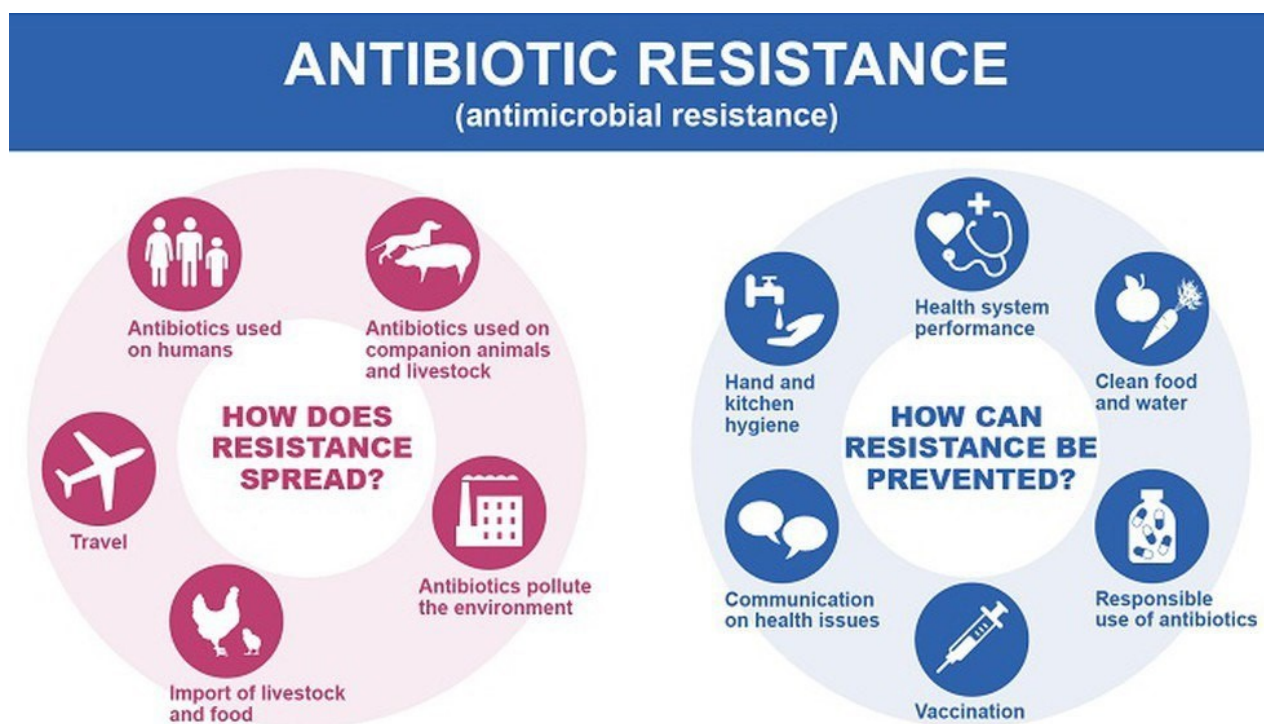 ANTIBIOTIC RESISTANCE
(antimicrobial resistance)
Antibiotics used
on humans
Antibiotics used on
companion animals
and livestock
HOW DOES
RESISTANCE
SPREAD?
Travel
Antibiotics pollute
the environment
Import of livestock
and food
Health system
performance
Hand and
kitchen
hygiene
Clean food
and water
HOW CAN
RESISTANCE BE
PREVENTED?
Communication
on health issues
Responsible
use of antibiotics
Vaccination